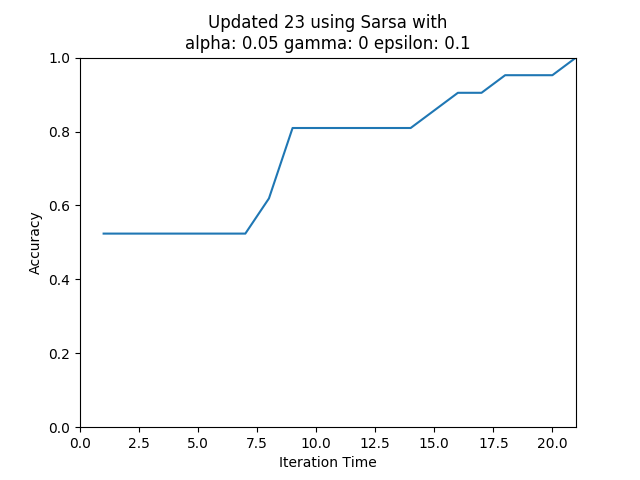 Updated 23 using Sarsa with
alpha: 0.05 gamma: 0 epsilon: 0.1
1.0
0.8
0.6
0.4
0.2
0.0
Accuracy
0.0 2.5 5.0 7.5 10.0 12.5 15.0 17.5 20.0
Iteration Time